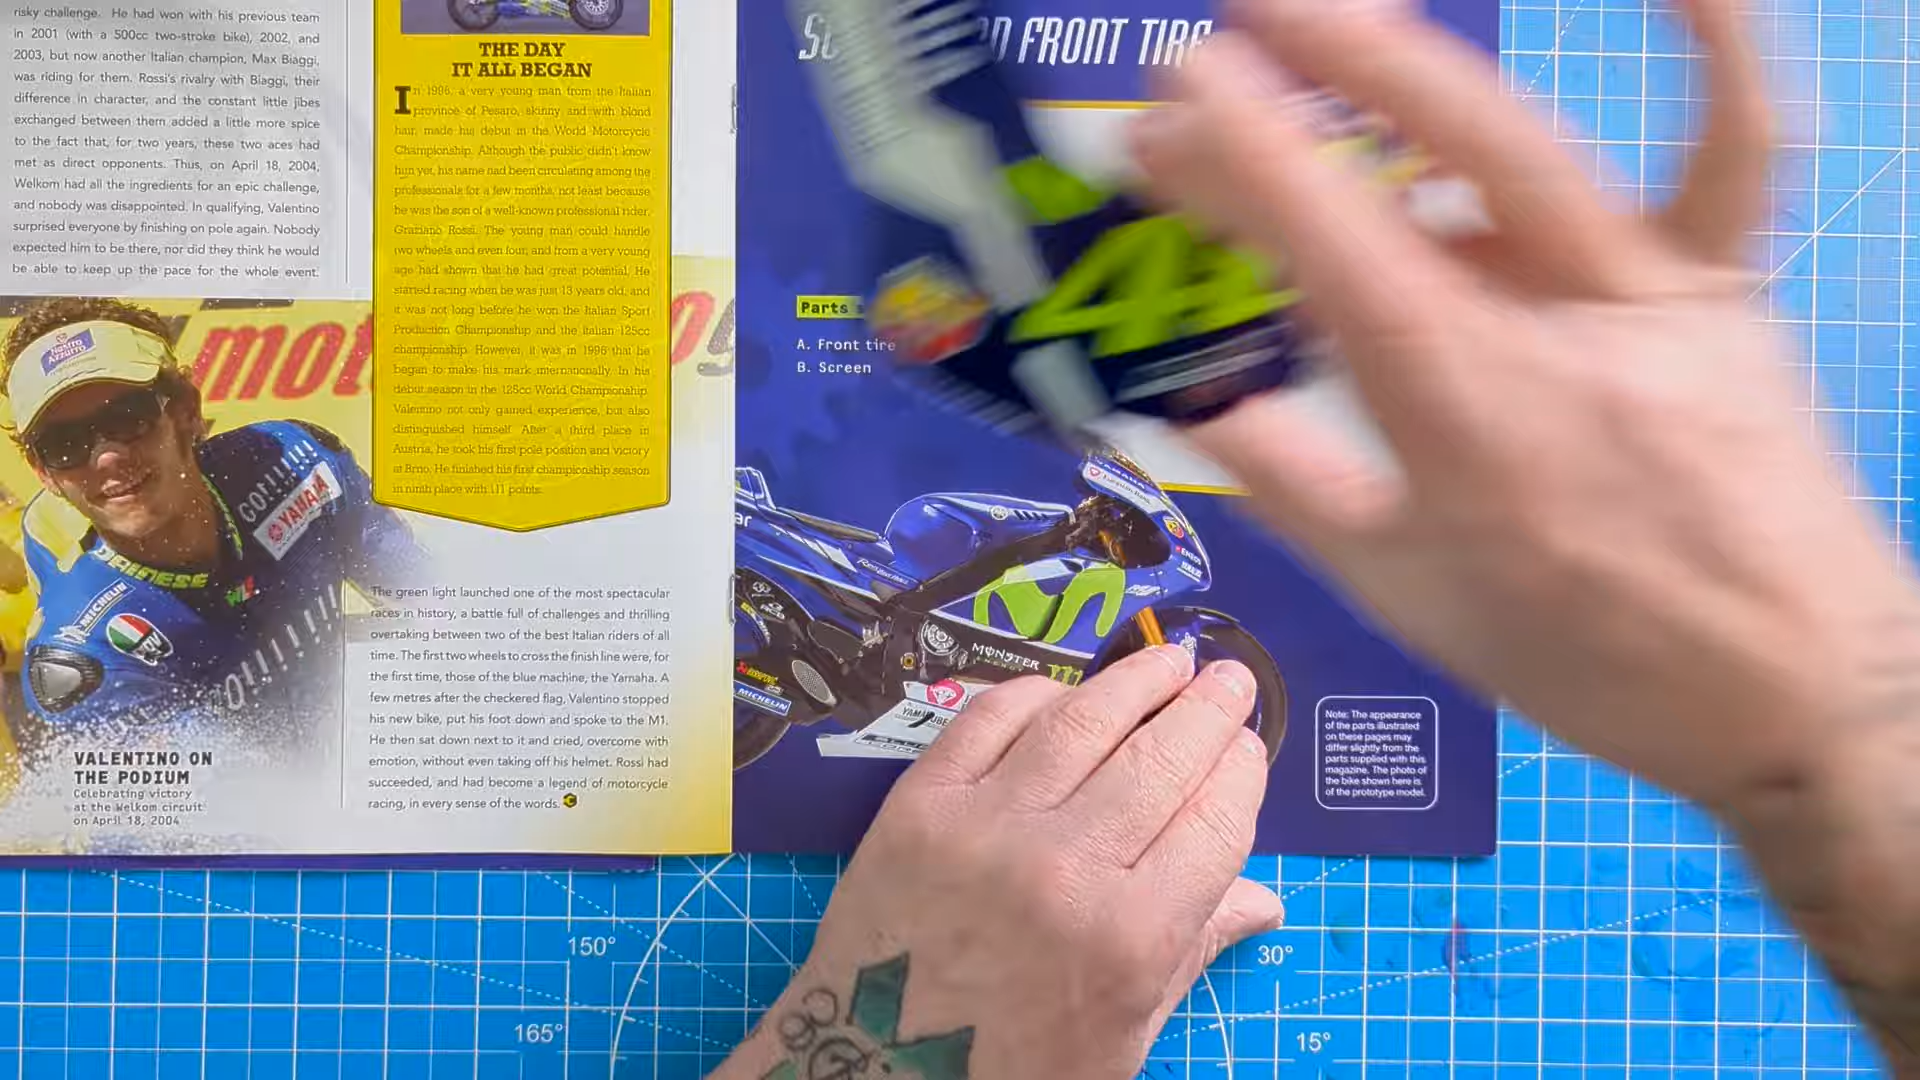 risky challenge. He had won with his previous team
in 2001 (with a 500cc two-stroke bike), 2002, and
2003, but now another Italian champion, Max Biaggi,
was riding for them. Rossi's rivalry with Biaggi, their
difference in character, and the constant little jibes
exchanged between them added a little more spice
to the fact that, for two years, these two aces had
met as direct opponents. Thus, on April 18, 2004,
Welkom had all the ingredients for an epic challenge,
and nobody was disappointed. In qualifying, Valentino
surprised everyone by finishing on pole again. Nobody
expected him to be there, nor did they think he would
be able to keep up the pace for the whole event.
THE DAY
IT ALL BEGAN
In 1996, a very young man from the Italian
province of Pesaro, skinny and with blond
hair, made his debut in the World Motorcycle
Championship. Although the public didn't know
him yet, his name had been circulating among the
professionals for a few months, not least because
he was the son of a well-known professional rider,
Graziano Rossi. The young man could handle
two wheels and even four, and from a very young
age had shown that he had great potential. He
started racing when he was just 13 years old, and
it was not long before he won the Italian Sport
Production Championship and the Italian 125cc
championship. However, it was in 1996 that he
began to make his mark internationally. In his
debut season in the 125cc World Championship
Valentino not only gained experience, but also
distinguished himself. After a third place in
Austria, he took his first pole position and victory
at Brno. He finished his first championship season
in ninth place with 111 points.
The green light launched one of the most spectacular
races in history, a battle full of challenges and thrilling
overtaking between two of the best Italian riders of all
time. The first two wheels to cross the finish line were, for
the first time, those of the blue machine, the Yamaha. A
few metres after the checkered flag, Valentino stopped
his new bike, put his foot down and spoke to the M1.
He then sat down next to it and cried, overcome with
emotion, without even taking off his helmet. Rossi had
succeeded, and had become a legend of motorcycle
racing, in every sense of the words.
VALENTINO ON
THE PODIUM
Celebrating victory
at the Welkom circuit
on April 18, 2004
Nastro
Azzurro
mot
GO!!!!!!!
YAMAHA
DAINESE
MICHELIN
AGV
FRONT TIRE
Parts
A. Front tire
B. Screen
46
YAMAHA
ENEOS
MONSTER
ENERGY
MICHELIN
YAMALUBE
Note: The appearance
of the parts illustrated
on these pages may
differ slightly from the
parts supplied with this
magazine. The photo of
the bike shown here is
of the prototype model.
150°
165°
30°
15°